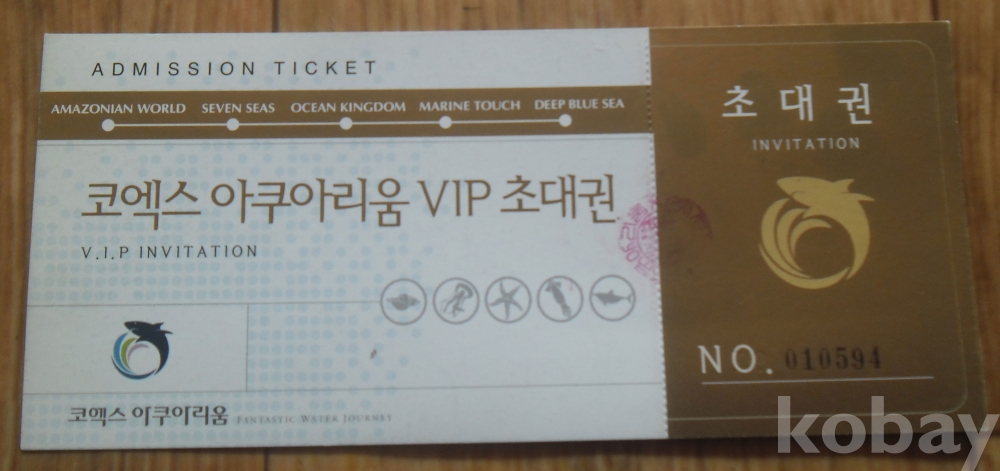 ADMISSION TICKET
AMAZONIAN WORLD SEVEN SEAS OCEAN KINGDOM MARINE TOUCH DEEP BLUE SEA
코엑스 아쿠아리움 VIP 초대권
V.I.P INVITATION
코엑스 아쿠아리움 FANTASTIC WATER JOURNEY
초대권
INVITATION
NO. 010594
kobay